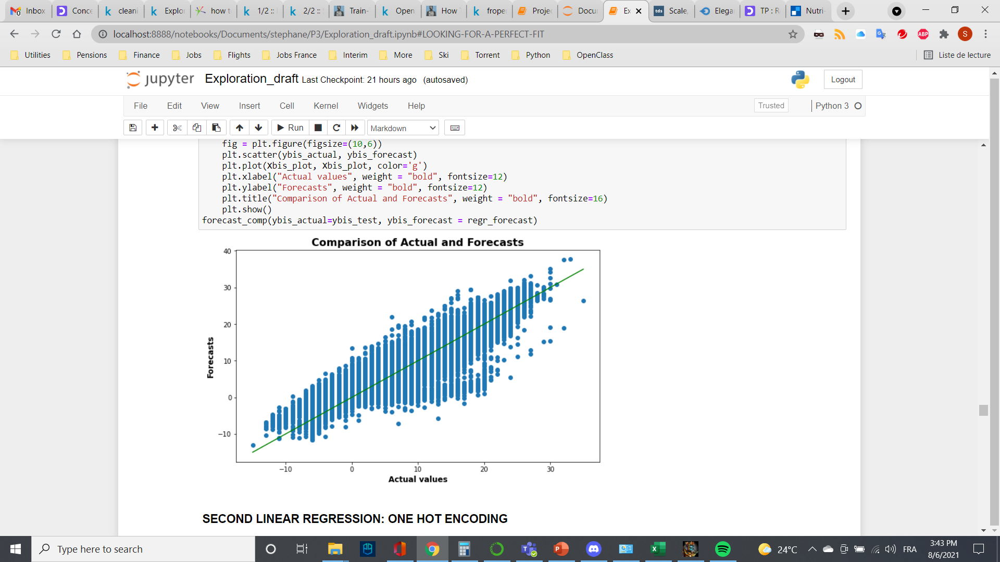 Inbox Conce cleani Explor how t 1/2 :: 2/2 :: Train- Open How frope Projec Docur Ex tds Scale, Elega TP : R Nutri-
localhost:8888/notebooks/Documents/stephane/P3/Exploration_draft.ipynb#LOOKING-FOR-A-PERFECT-FIT ABP S
Utilities Pensions Finance Jobs Flights Jobs France Interim More Ski Torrent Python OpenClass Liste de lecture
jupyter Exploration_draft Last Checkpoint: 21 hours ago (autosaved) Logout
File Edit View Insert Cell Kernel Widgets Help Trusted Python 3
Run Markdown
fig = plt.figure(figsize=(10,6))
plt.scatter(ybis_actual, ybis_forecast)
plt.plot(Xbis_plot, Xbis_plot, color='g')
plt.xlabel("Actual values", weight = "bold", fontsize=12)
plt.ylabel("Forecasts", weight = "bold", fontsize=12)
plt.title("Comparison of Actual and Forecasts", weight = "bold", fontsize=16)
plt.show()
forecast_comp(ybis_actual=ybis_test, ybis_forecast = regr_forecast)
Comparison of Actual and Forecasts
40
30
20
10
0
−10
Forecasts
−10 0 10 20 30
Actual values
SECOND LINEAR REGRESSION: ONE HOT ENCODING
Type here to search 24°C FRA 3:43 PM
8/6/2021